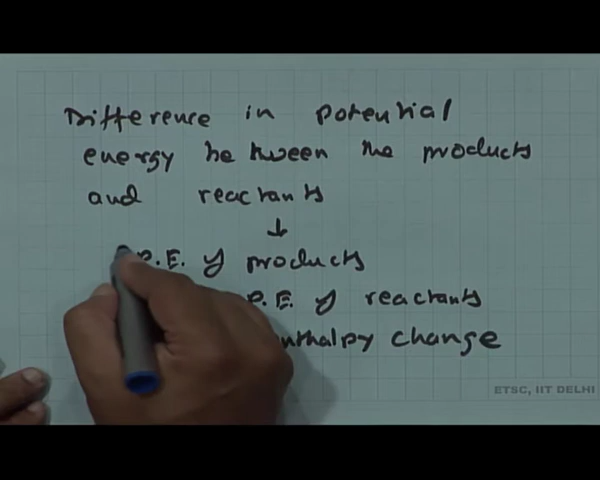 Difference in potential
energy between the products
and reactants
↓
P.E. of products
P.E. of reactants
enthalpy change
ETSC, IIT DELHI